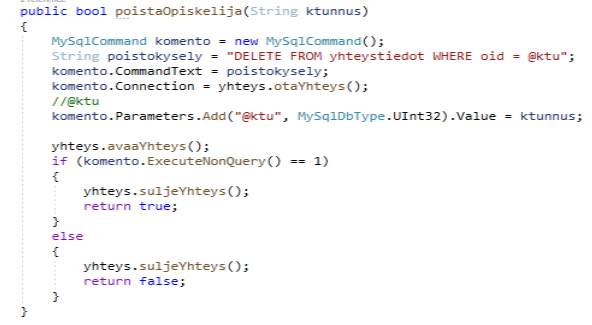 public bool poistaOpiskelija(String ktunnus)
{
    MySqlCommand komento = new MySqlCommand();
    String poistokysely = "DELETE FROM yhteystiedot WHERE oid = @ktu";
    komento.CommandText = poistokysely;
    komento.Connection = yhteys.otaYhteys();
    //@ktu
    komento.Parameters.Add("@ktu", MySqlDbType.UInt32).Value = ktunnus;

    yhteys.avaaYhteys();
    if (komento.ExecuteNonQuery() == 1)
    {
        yhteys.suljeYhteys();
        return true;
    }
    else
    {
        yhteys.suljeYhteys();
        return false;
    }
}